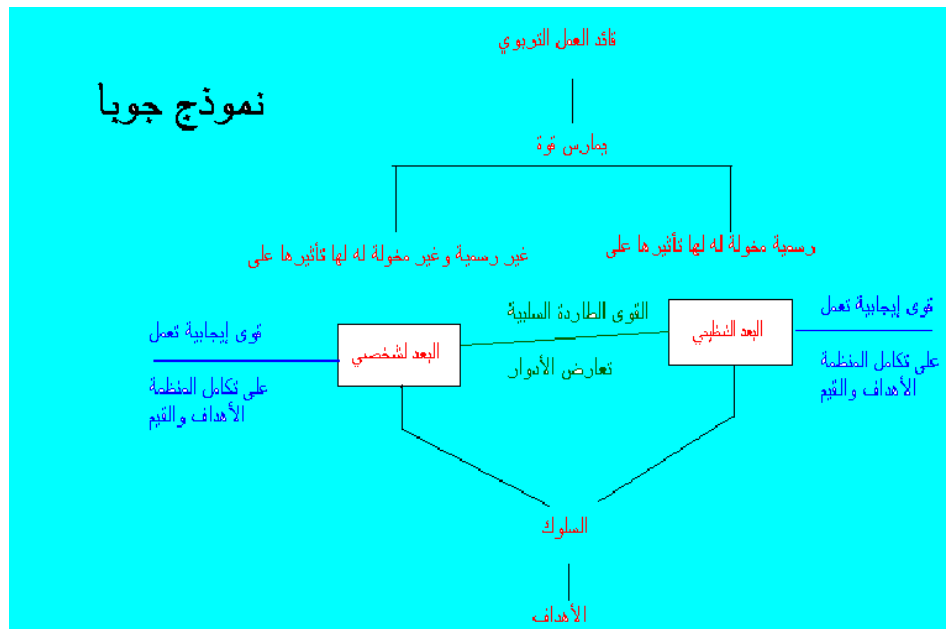 قائد العمل التربوي
نموذج جوبا
يمارس قوة
رسمية مخولة له لها تأثيرها على
غير رسمية وغير مخولة له لها تأثيرها على
قوى إيجابية تعمل
على تكامل المنظمة
الأهداف والقيم
البعد التنظيمي
القوى الطاردة السلبية
تعارض الأدوار
البعد لشخصي
قوى إيجابية تعمل
على تكامل المنظمة
الأهداف والقيم
السلوك
الأهداف